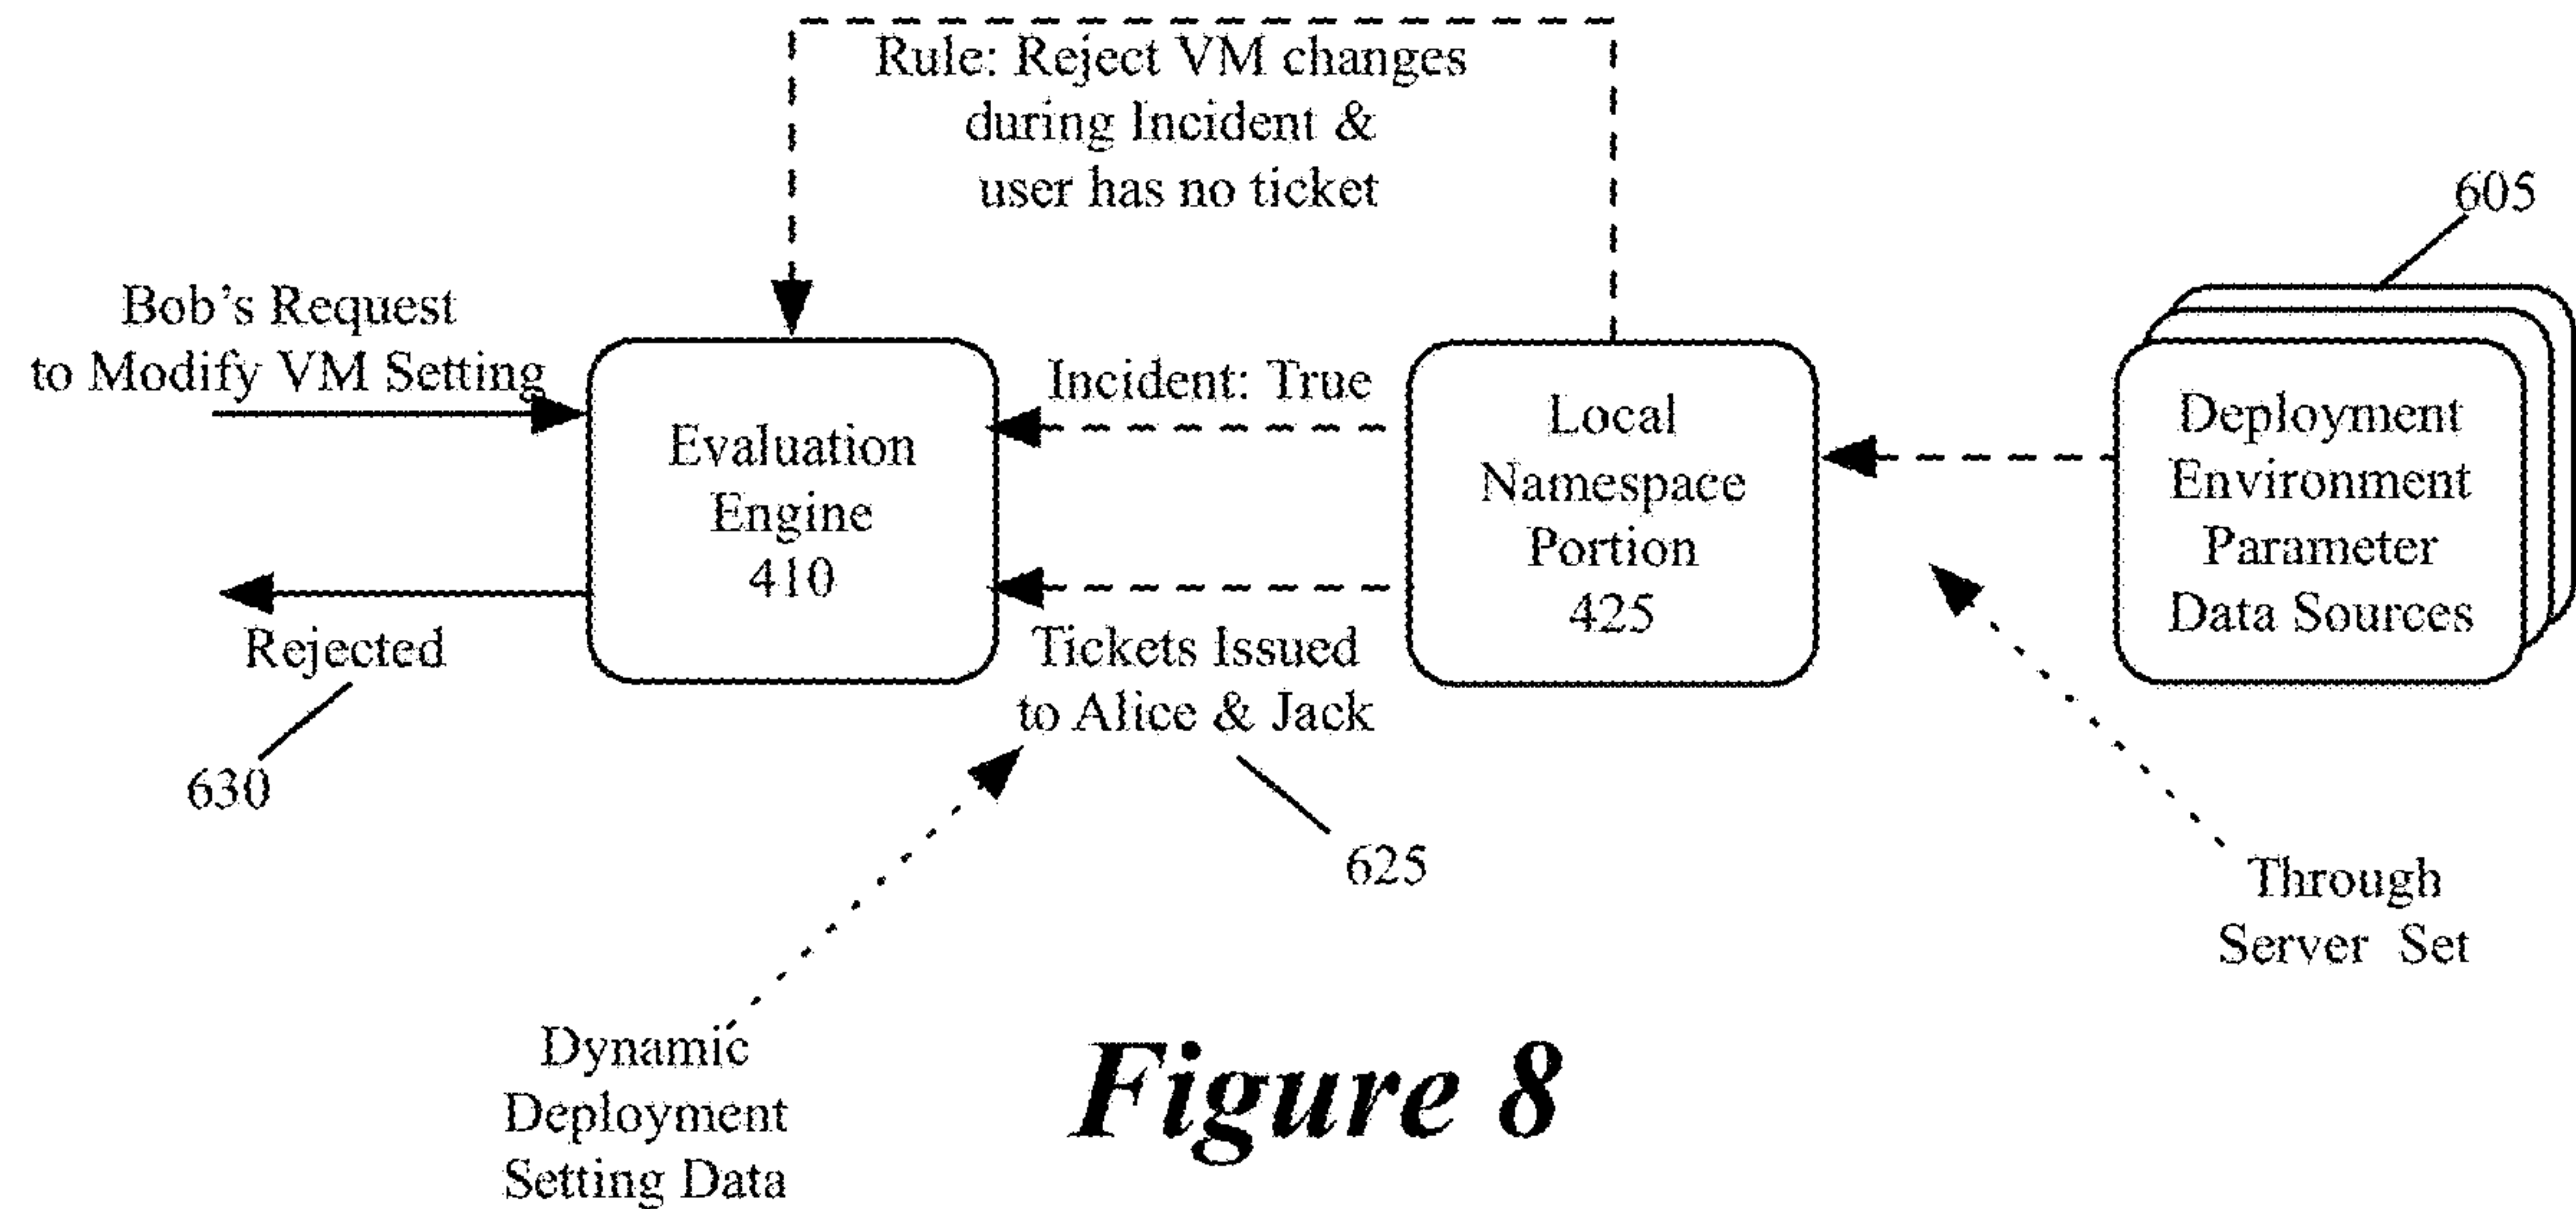 Rule: Reject VM changes
during Incident &
user has no ticket
605
Bob's Request
to Modify VM Setting
Incident: True
Evaluation
Engine
410
Local
Namespace
Portion
425
Deployment
Environment
Parameter
Data Sources
Rejected
630
Tickets Issued
to Alice & Jack
625
Through
Server Set
Dynamic
Deployment
Setting Data
Figure 8